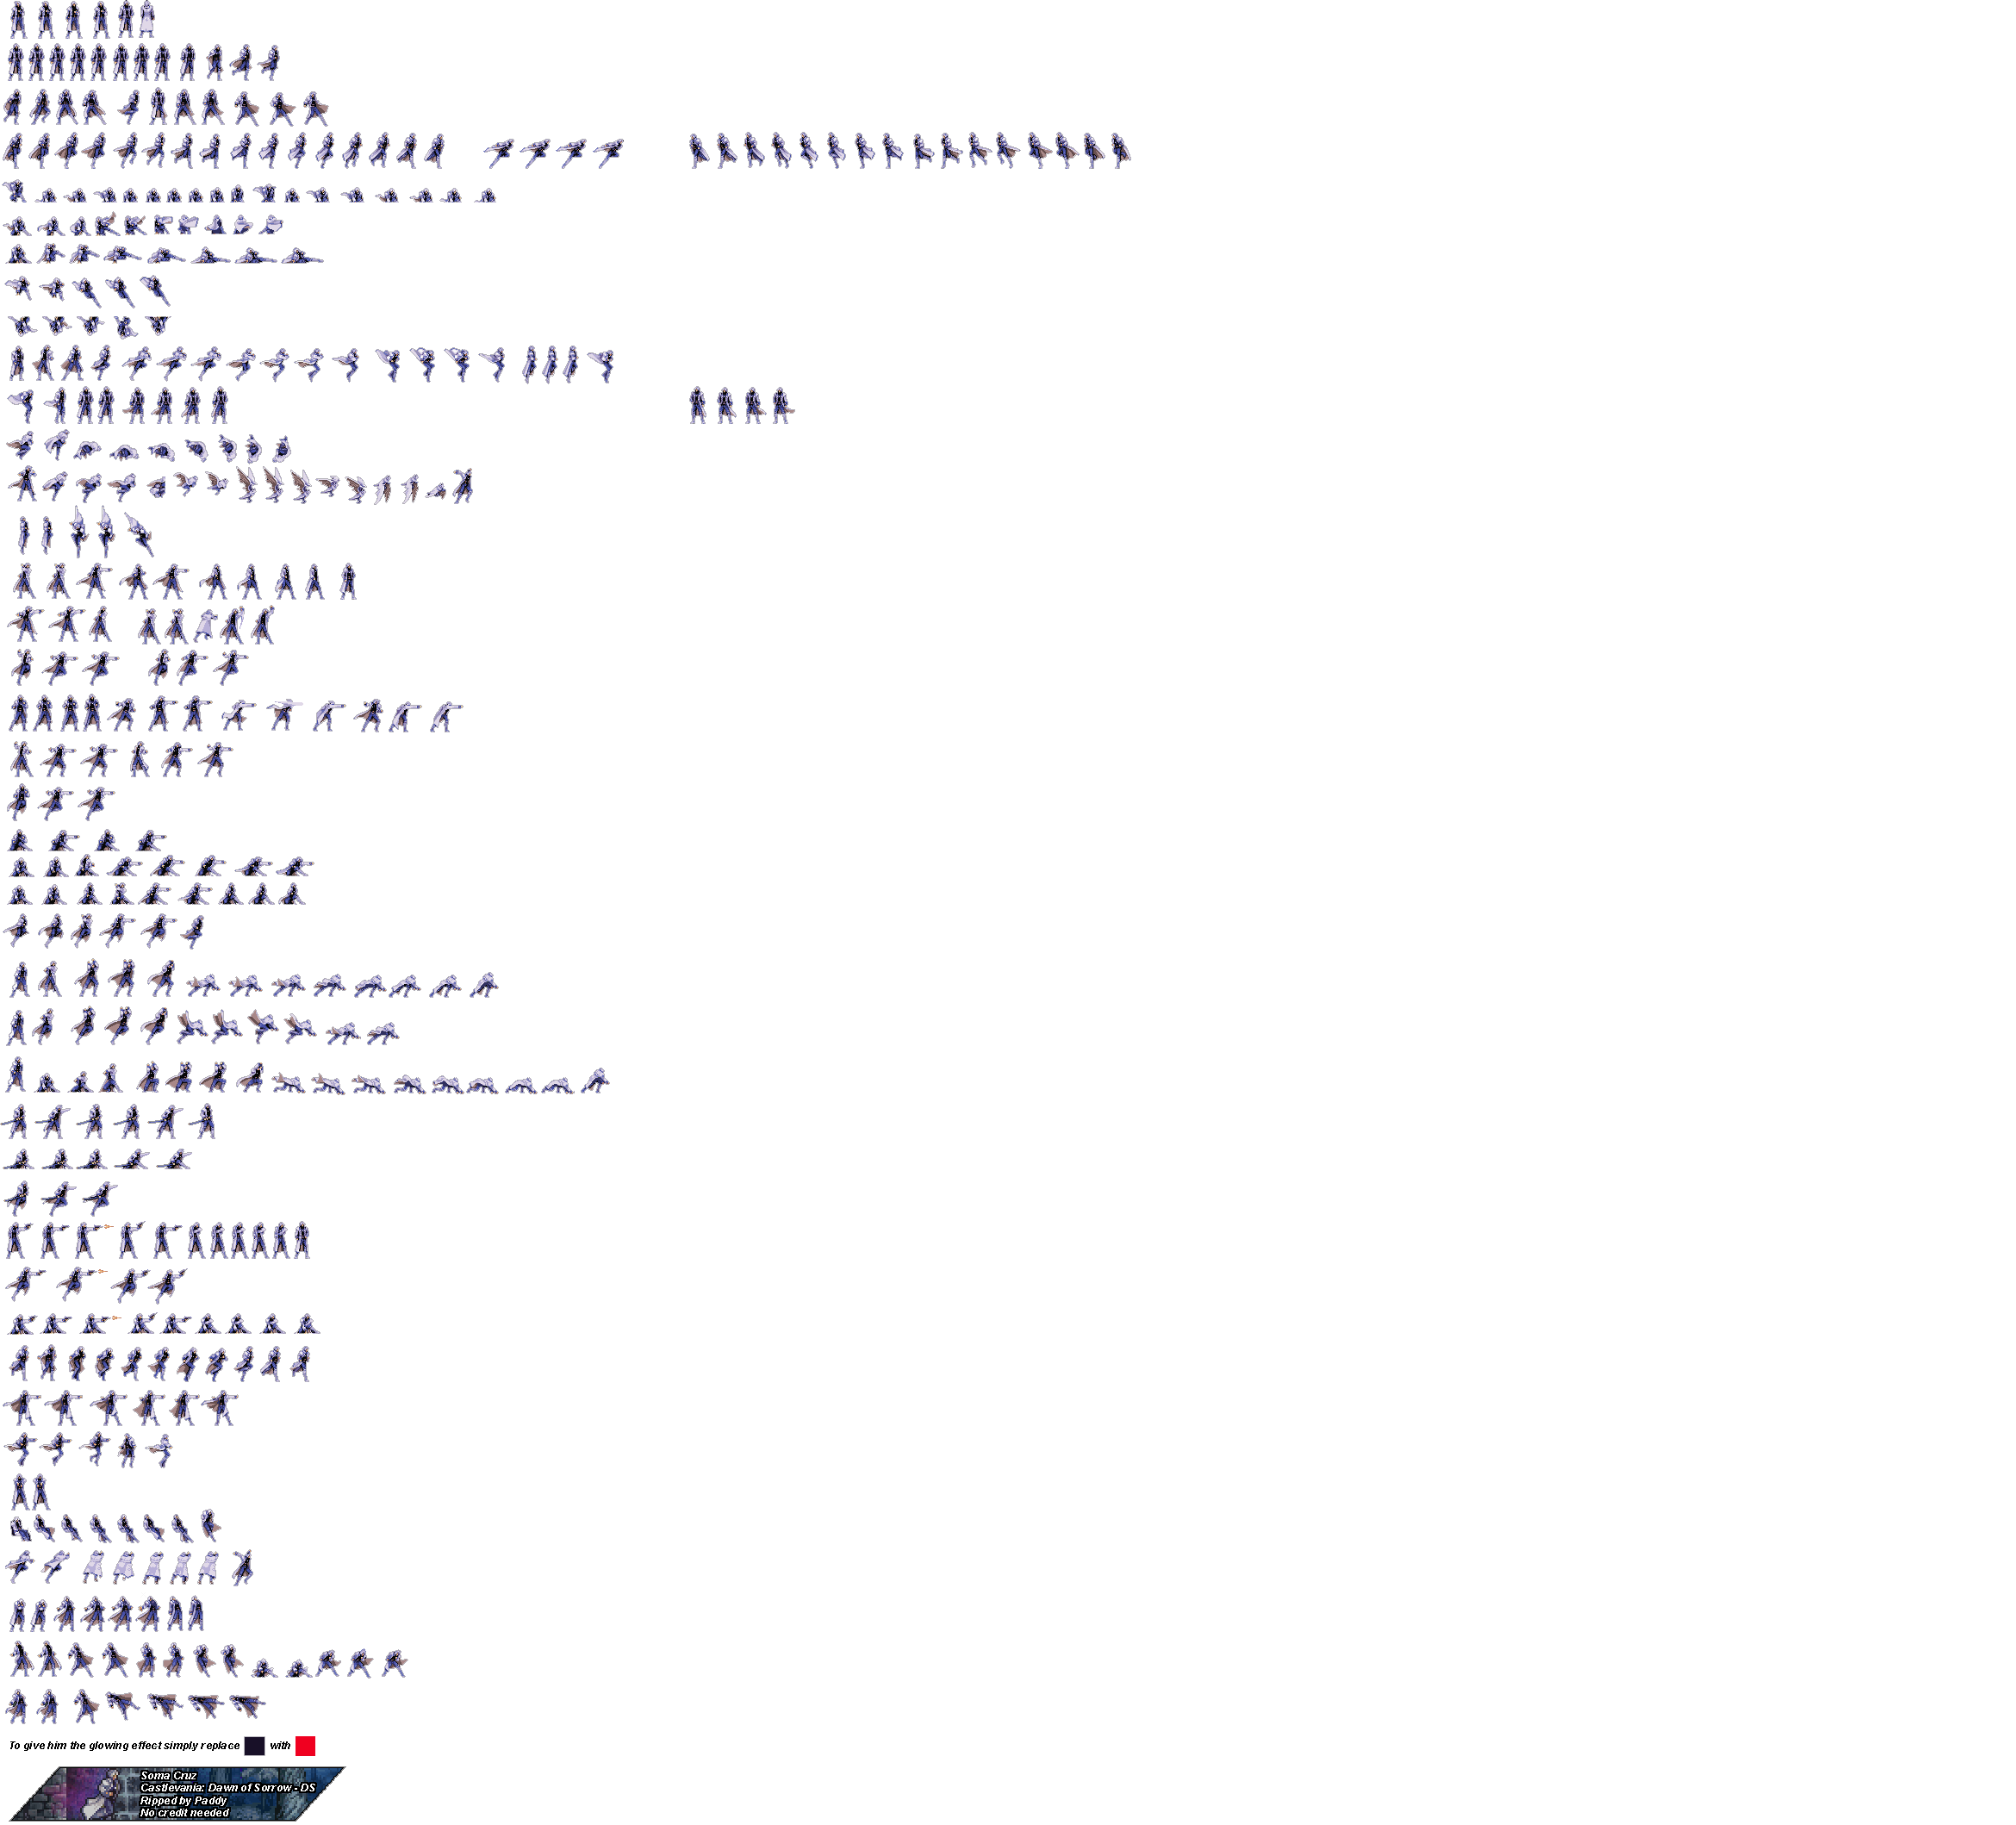 To give him the glowing effect simply replace with
Soma Cruz
Castlevania: Dawn of Sorrow - DS
Ripped by Paddy
No credit needed